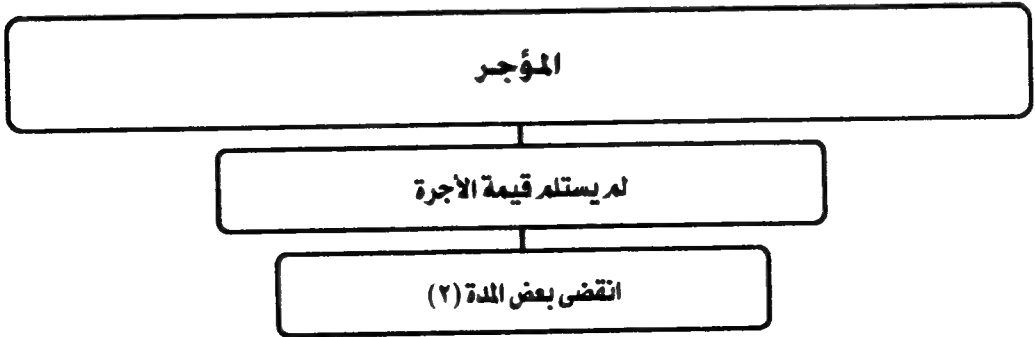 المؤجر
لم يستلم قيمة الأجرة
انقضى بعض المدة (٢)